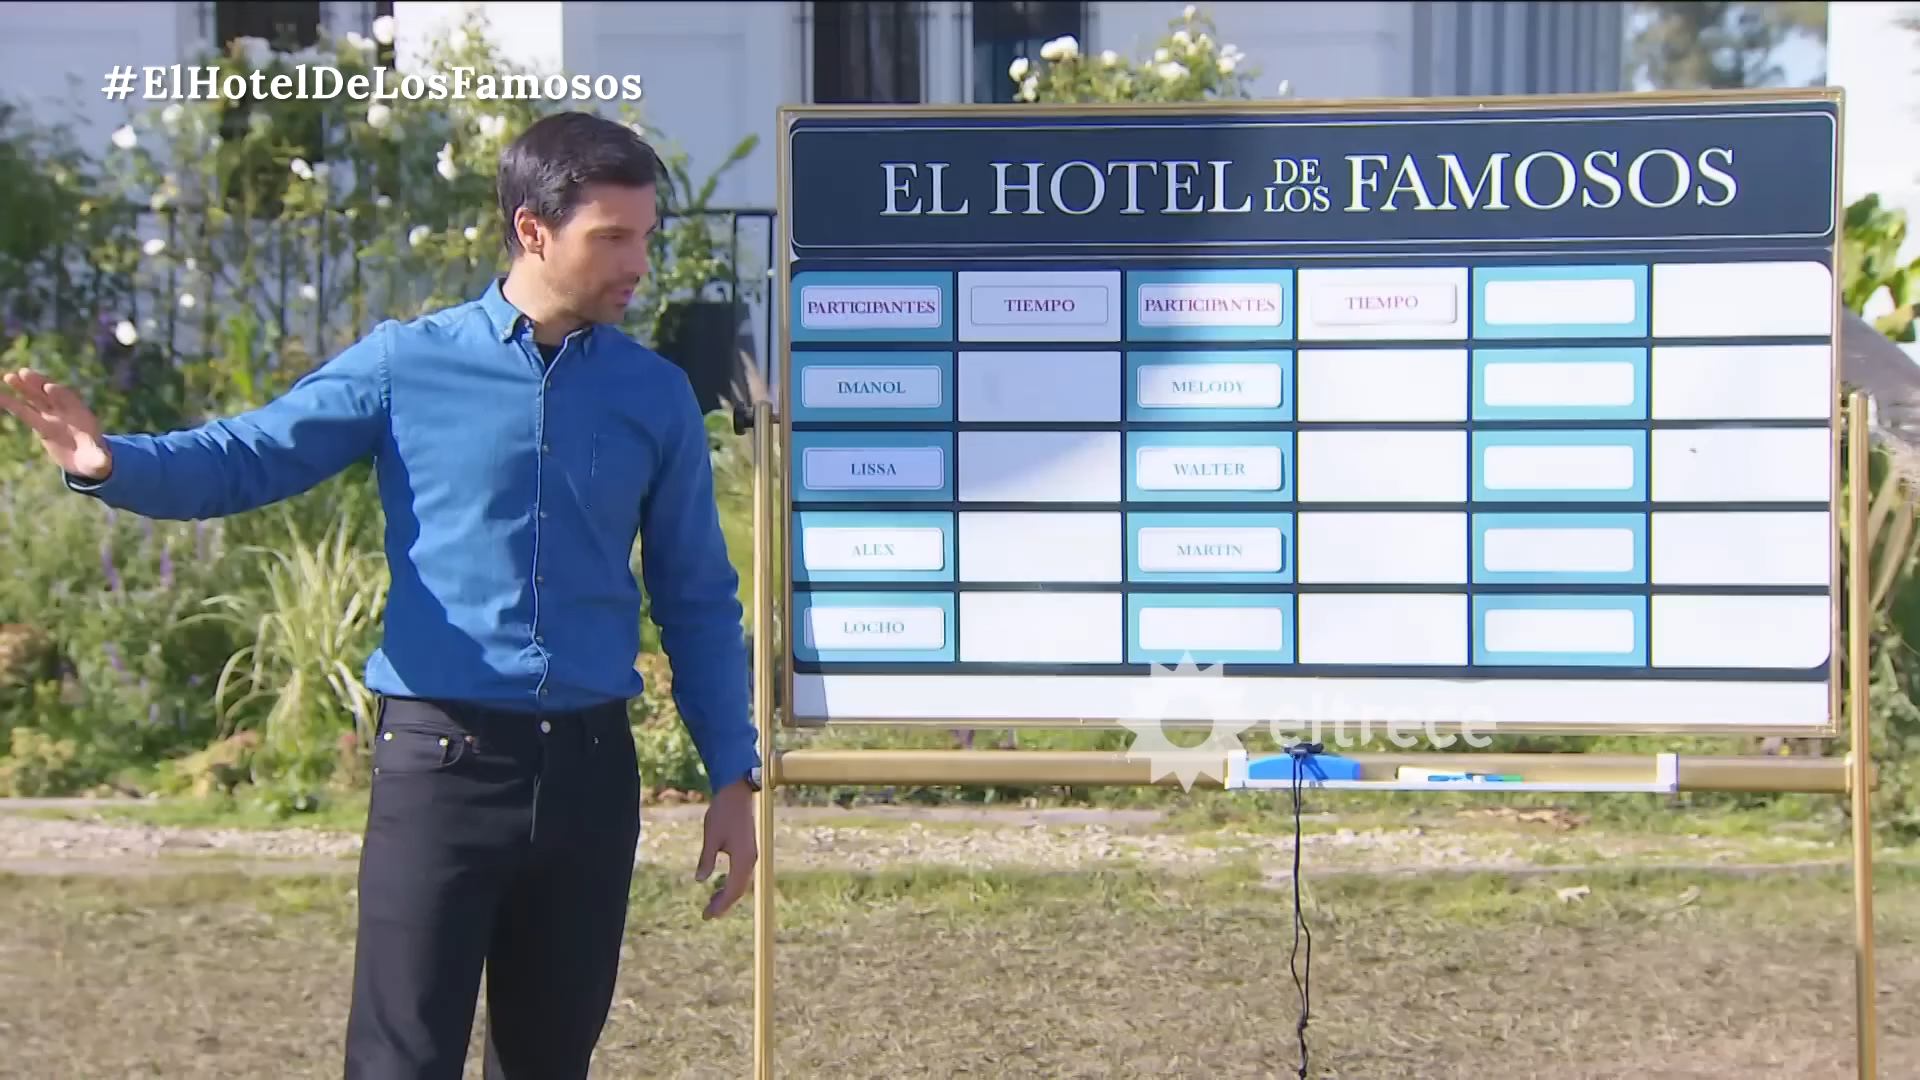 #ElHotelDeLosFamosos
EL HOTEL DE LOS FAMOSOS
PARTICIPANTES TIEMPO PARTICIPANTES TIEMPO
IMANOL MELODY
LISSA WALTER
ALEX MARTIN
LOCHO
eltrece